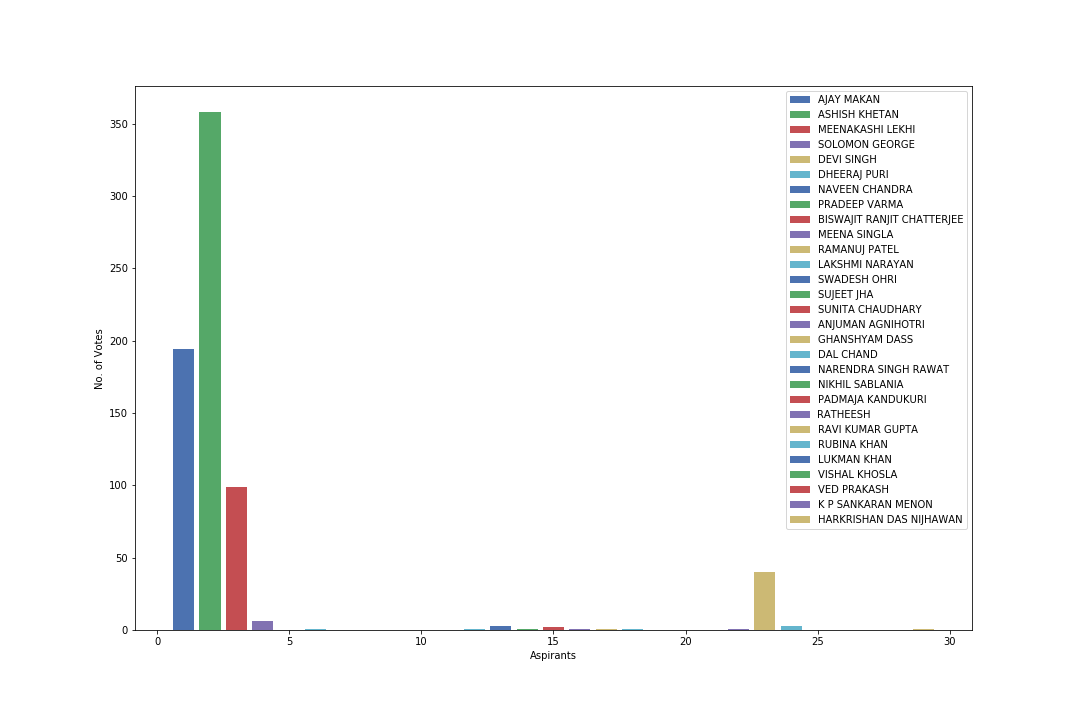 350
300
250
200
150
100
50
0
No. of Votes
0 5 10 15 20 25 30
Aspirants
AJAY MAKAN
ASHISH KHETAN
MEENAKASHI LEKHI
SOLOMON GEORGE
DEVI SINGH
DHEERAJ PURI
NAVEEN CHANDRA
PRADEEP VARMA
BISWAJIT RANJIT CHATTERJEE
MEENA SINGLA
RAMANUJ PATEL
LAKSHMI NARAYAN
SWADESH OHRI
SUJEET JHA
SUNITA CHAUDHARY
ANJUMAN AGNIHOTRI
GHANSHYAM DASS
DAL CHAND
NARENDRA SINGH RAWAT
NIKHIL SABLANIA
PADMAJA KANDUKURI
RATHEESH
RAVI KUMAR GUPTA
RUBINA KHAN
LUKMAN KHAN
VISHAL KHOSLA
VED PRAKASH
K P SANKARAN MENON
HARKRISHAN DAS NIJHAWAN